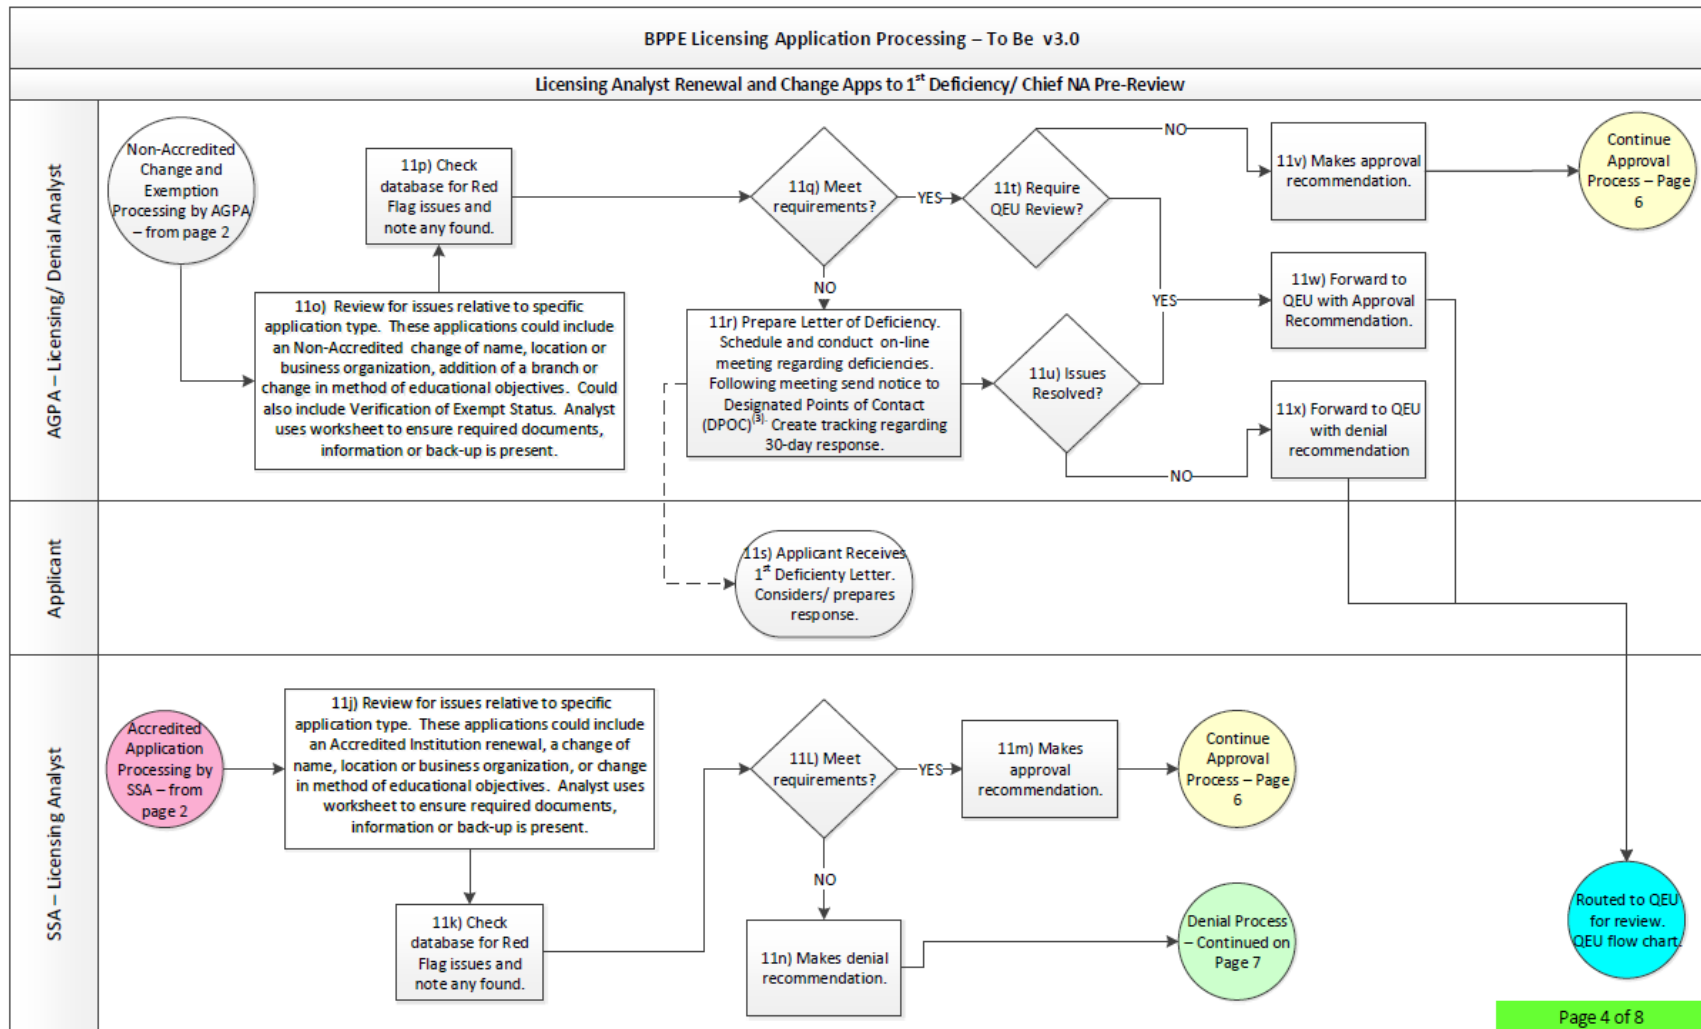 BPPE Licensing Application Processing – To Be v3.0
Licensing Analyst Renewal and Change Apps to 1st Deficiency/ Chief NA Pre-Review
AGPA – Licensing/ Denial Analyst
Non-Accredited
Change and
Exemption
Processing by AGPA
– from page 2
11o) Review for issues relative to specific
application type. These applications could include
an Non-Accredited change of name, location or
business organization, addition of a branch or
change in method of educational objectives. Could
also include Verification of Exempt Status. Analyst
uses worksheet to ensure required documents,
information or back-up is present.
11p) Check
database for Red
Flag issues and
note any found.
11q) Meet
requirements?
YES
NO
11r) Prepare Letter of Deficiency.
Schedule and conduct on-line
meeting regarding deficiencies.
Following meeting send notice to
Designated Points of Contact
(DPOC)(3). Create tracking regarding
30-day response.
11t) Require
QEU Review?
NO
YES
11u) Issues
Resolved?
NO
11v) Makes approval
recommendation.
11w) Forward to
QEU with Approval
Recommendation.
11x) Forward to QEU
with denial
recommendation
Continue
Approval
Process – Page
6
Applicant
11s) Applicant Receives
1st Deficienty Letter.
Considers/ prepares
response.
SSA – Licensing Analyst
Accredited
Application
Processing by
SSA – from
page 2
11j) Review for issues relative to specific
application type. These applications could include
an Accredited Institution renewal, a change of
name, location or business organization, or change
in method of educational objectives. Analyst uses
worksheet to ensure required documents,
information or back-up is present.
11k) Check
database for Red
Flag issues and
note any found.
11L) Meet
requirements?
YES
NO
11m) Makes
approval
recommendation.
Continue
Approval
Process – Page
6
11n) Makes denial
recommendation.
Denial Process
– Continued on
Page 7
Routed to QEU
for review.
QEU flow chart.
Page 4 of 8